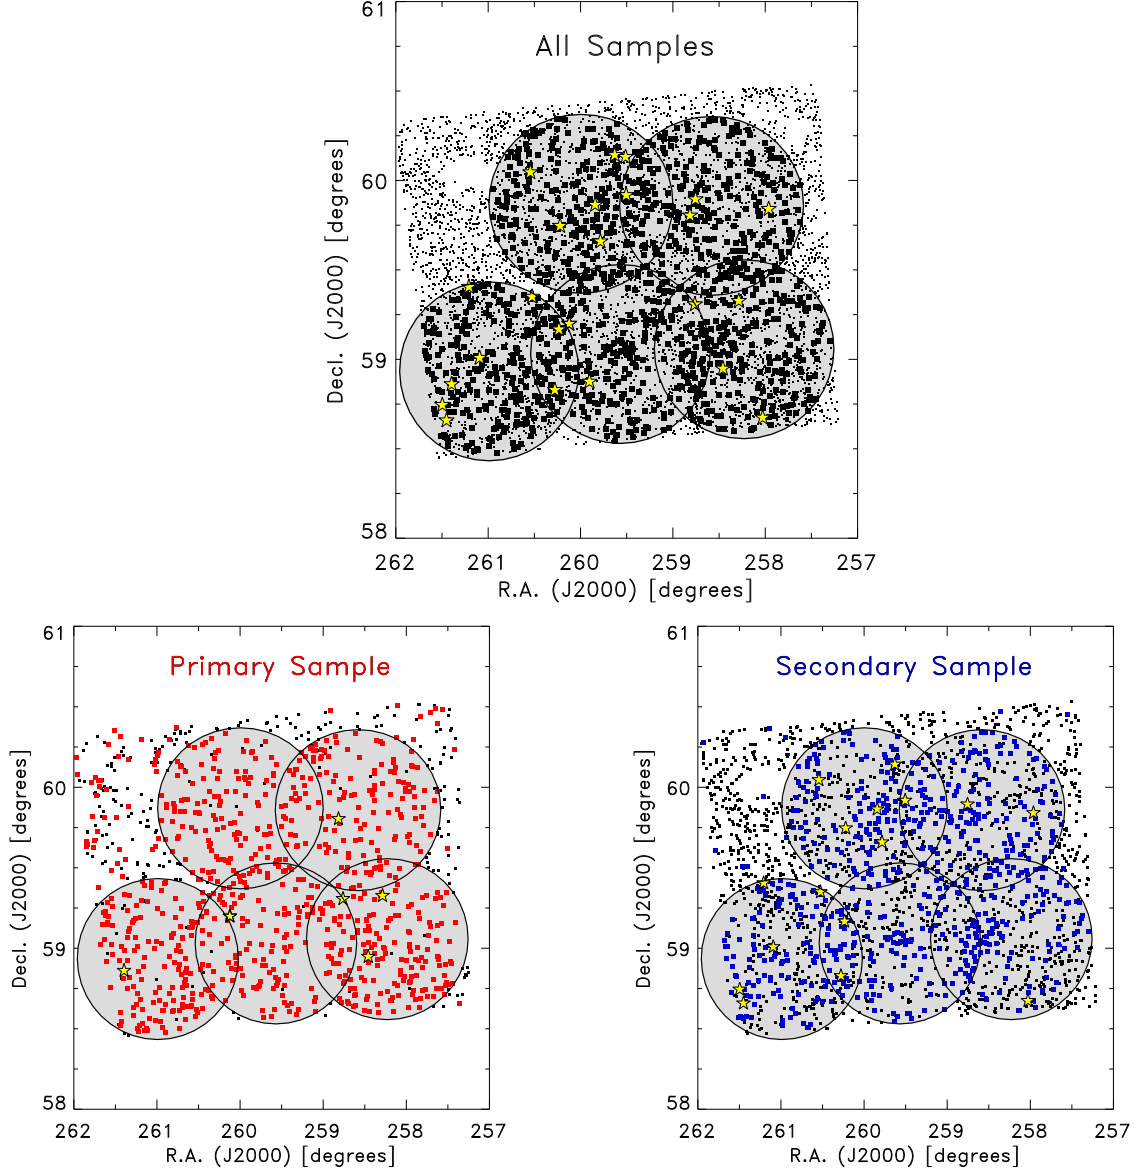 All Samples
61
60
59
58
Decl. (J2000) [degrees]
262 261 260 259 258 257
R.A. (J2000) [degrees]
Primary Sample
61
60
59
58
Decl. (J2000) [degrees]
262 261 260 259 258 257
R.A. (J2000) [degrees]
Secondary Sample
61
60
59
58
Decl. (J2000) [degrees]
262 261 260 259 258 257
R.A. (J2000) [degrees]